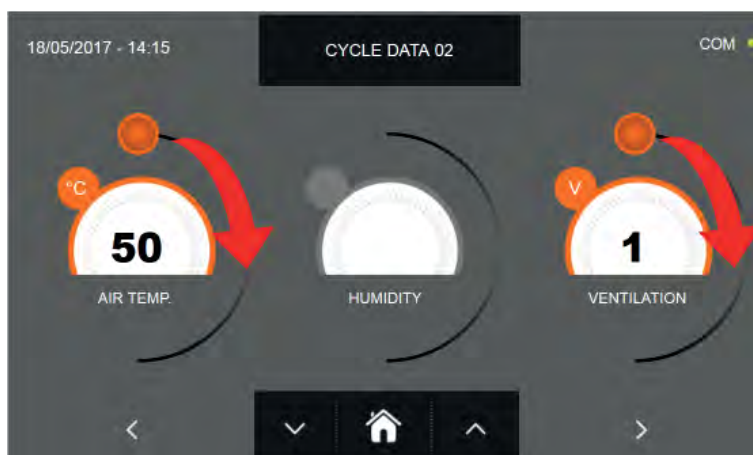 18/05/2017 - 14:15
CYCLE DATA 02
COM
°C
50
AIR TEMP.
HUMIDITY
V
1
VENTILATION